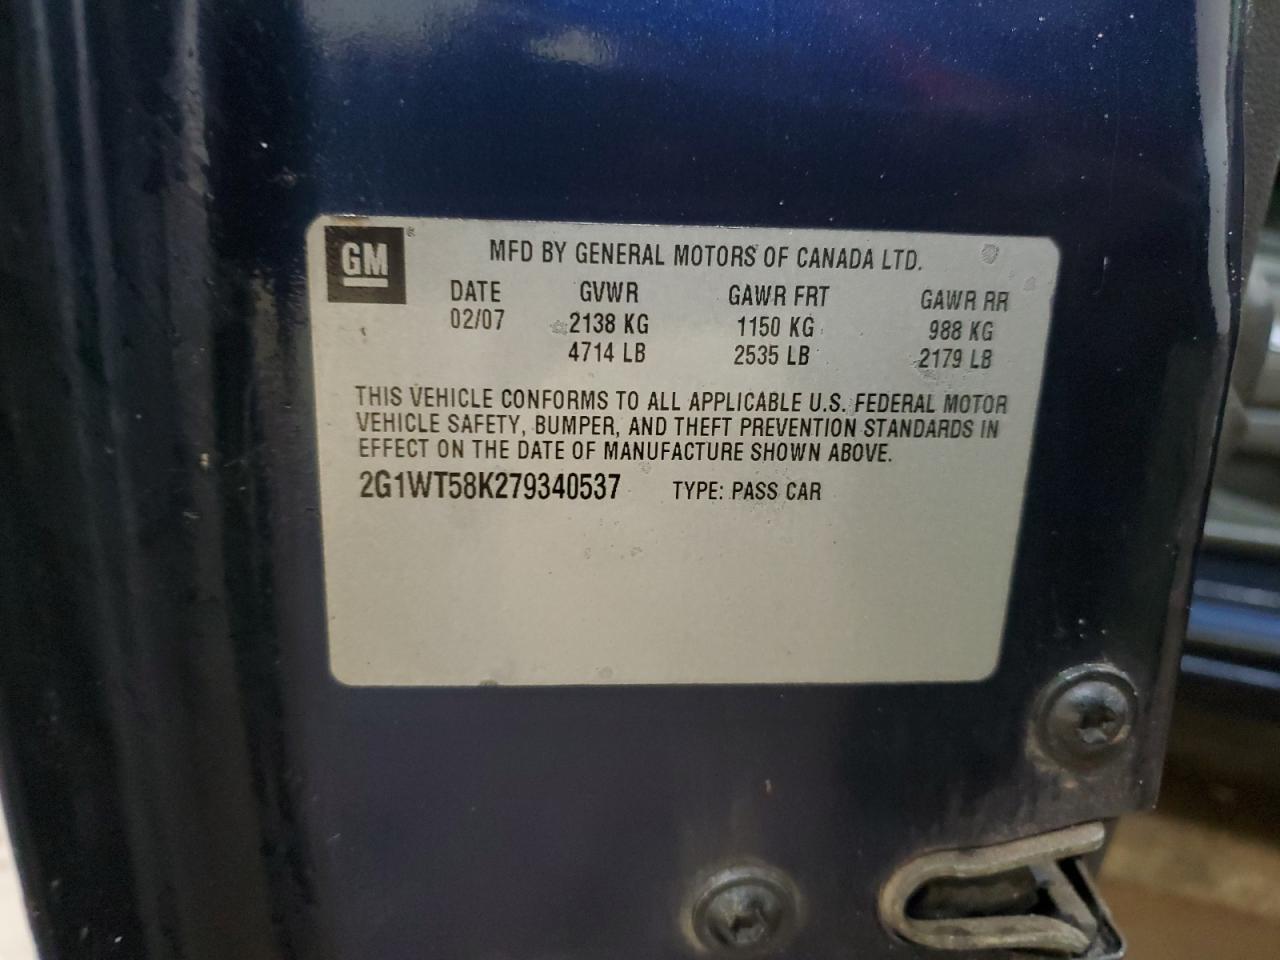 GM ®
MFD BY GENERAL MOTORS OF CANADA LTD.
DATE GVWR GAWR FRT GAWR RR
02/07 2138 KG 1150 KG 988 KG
4714 LB 2535 LB 2179 LB
THIS VEHICLE CONFORMS TO ALL APPLICABLE U.S. FEDERAL MOTOR
VEHICLE SAFETY, BUMPER, AND THEFT PREVENTION STANDARDS IN
EFFECT ON THE DATE OF MANUFACTURE SHOWN ABOVE.
2G1WT58K279340537 TYPE: PASS CAR